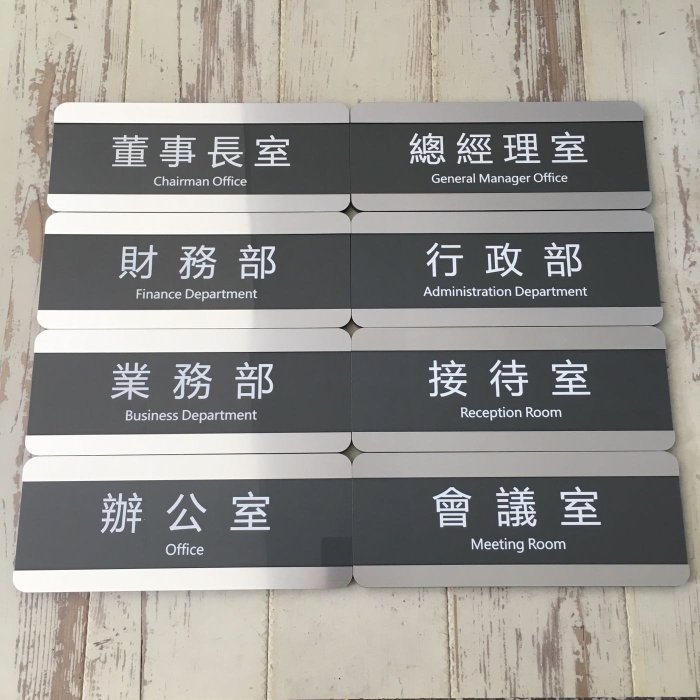 董事長室
Chairman Office
總經理室
General Manager Office
財務部
Finance Department
行政部
Administration Department
業務部
Business Department
接待室
Reception Room
辦公室
Office
會議室
Meeting Room